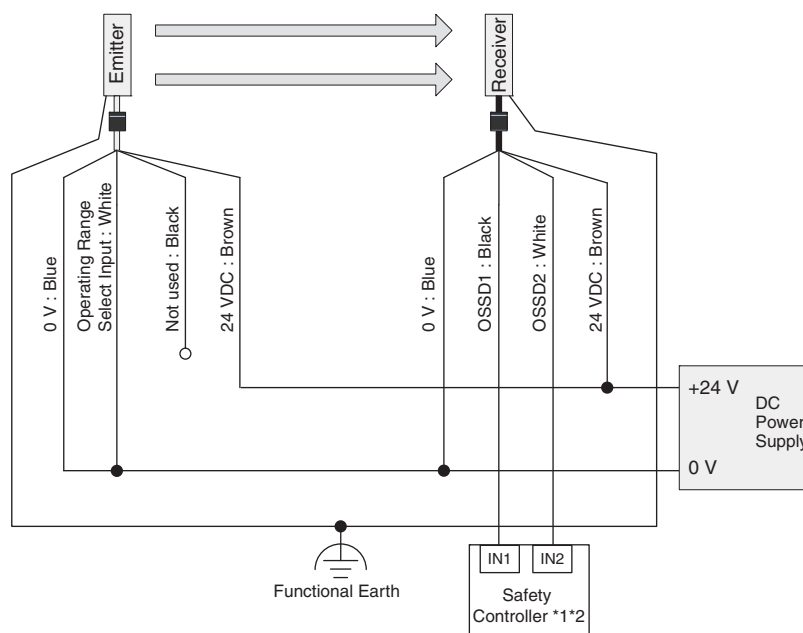 Emitter
Receiver
0 V : Blue
Operating Range
Select Input : White
Not used : Black
24 VDC : Brown
0 V : Blue
OSSD1 : Black
OSSD2 : White
24 VDC : Brown
+24 V
DC
Power
Supply
0 V
IN1
IN2
Functional Earth
Safety
Controller *1*2